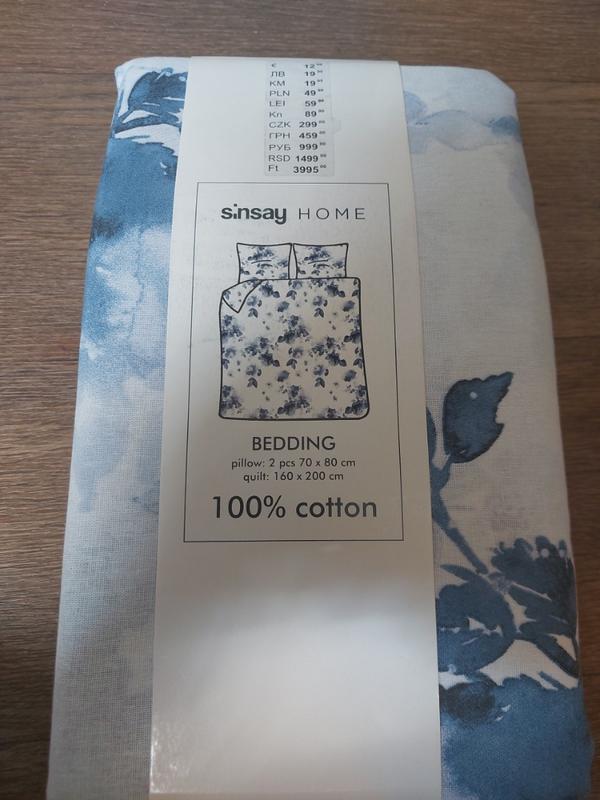 € 12
ЛВ 19
KM 19
PLN 49
LEI 59
Kn 89
CZK 299
ГРН 459
РУБ 999
RSD 1499
Ft 3995
sinsay HOME
BEDDING
pillow: 2 pcs 70 x 80 cm
quilt: 160 x 200 cm
100% cotton